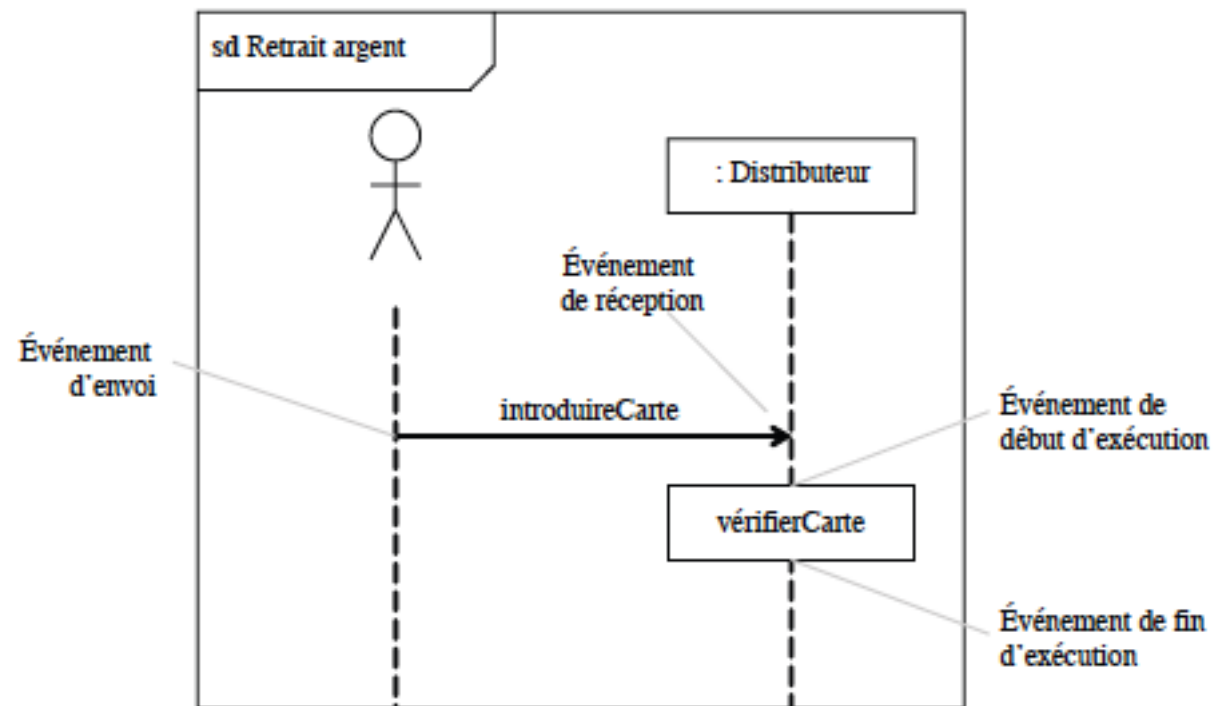 sd Retrait argent
: Distributeur
Événement
de réception
Événement
d'envoi
introduireCarte
Événement de
début d'exécution
vérifierCarte
Événement de fin
d'exécution